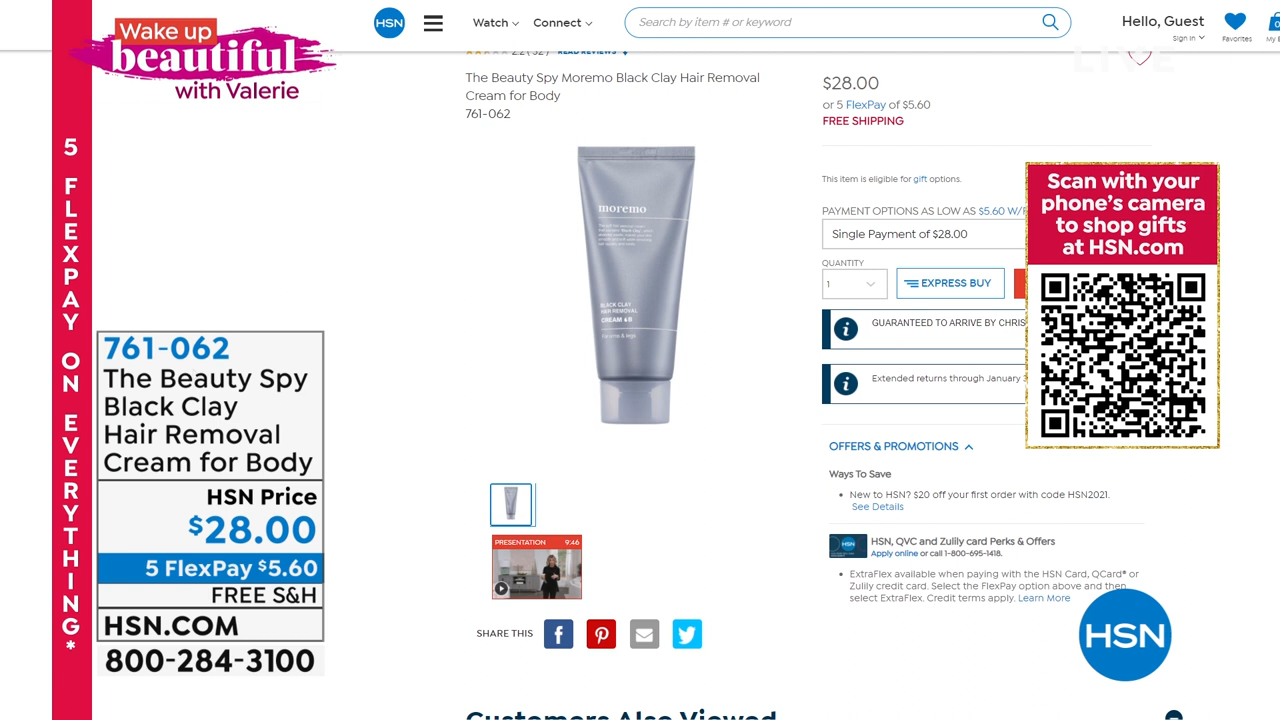 Wake up
beautiful
with Valerie
5 FLEXPAY ON EVERYTHING*
761-062
The Beauty Spy
Black Clay
Hair Removal
Cream for Body
HSN Price
$28.00
5 FlexPay $5.60
FREE S&H
HSN.COM
800-284-3100
HSN
Watch
Connect
Search by item # or keyword
Hello, Guest
Sign In
Favorites
0
READ REVIEWS
The Beauty Spy Moremo Black Clay Hair Removal
Cream for Body
761-062
moremo
BLACK CLAY
HAIR REMOVAL
CREAM
PRESENTATION 9:46
SHARE THIS
LIVE
$28.00
or 5 FlexPay of $5.60
FREE SHIPPING
This item is eligible for gift options.
PAYMENT OPTIONS AS LOW AS $5.60 W/
Single Payment of $28.00
QUANTITY
1
EXPRESS BUY
GUARANTEED TO ARRIVE BY CHRIS
Extended returns through January
Scan with your
phone's camera
to shop gifts
at HSN.com
OFFERS & PROMOTIONS
Ways To Save
• New to HSN? $20 off your first order with code HSN2021.
See Details
HSN
HSN, QVC and Zulily card Perks & Offers
Apply online or call 1-800-695-1418.
• ExtraFlex available when paying with the HSN Card, QCard® or
Zulily credit card. Select the FlexPay option above and then
select ExtraFlex. Credit terms apply. Learn More
HSN
Customers Also Viewed